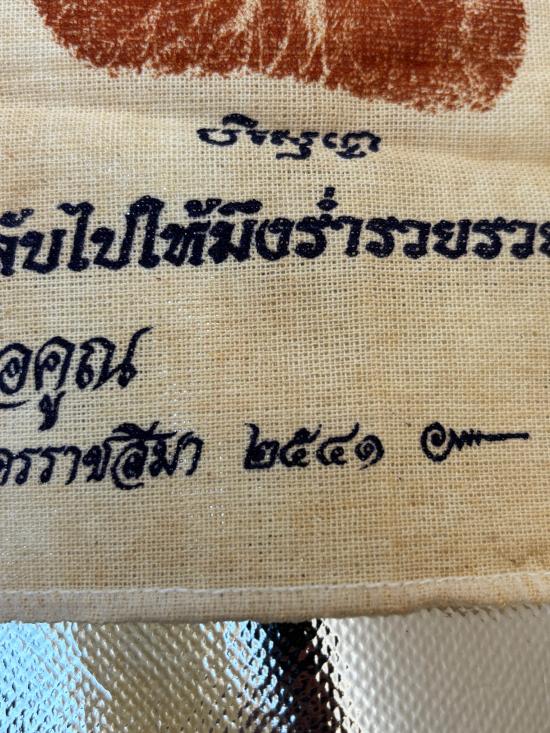 ลับไปให้มึงร่ำรวยรวย
อคูณ
ครราชสีมา ๒๕๔๑ ๛